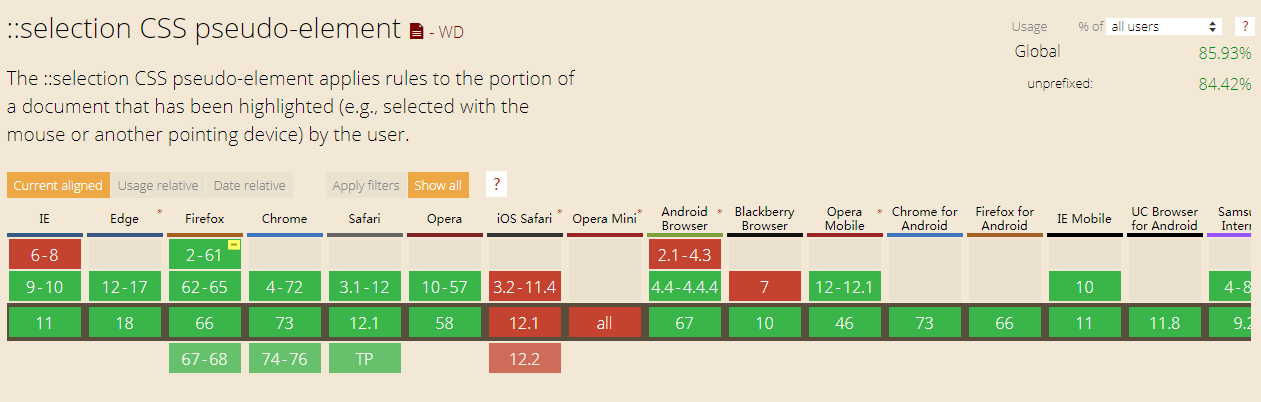 ::selection CSS pseudo-element - WD
Usage % of all users ?
Global 85.93%
unprefixed: 84.42%
The ::selection CSS pseudo-element applies rules to the portion of
a document that has been highlighted (e.g., selected with the
mouse or another pointing device) by the user.
Current aligned Usage relative Date relative Apply filters Show all ?
IE Edge * Firefox Chrome Safari Opera iOS Safari * Opera Mini * Android Browser * Blackberry Browser Opera Mobile * Chrome for Android Firefox for Android IE Mobile UC Browser for Android Samsu Intern
6-8 2-61 2.1-4.3
9-10 12-17 62-65 4-72 3.1-12 10-57 3.2-11.4 4.4-4.4.4 7 12-12.1 10 4-8
11 18 66 73 12.1 58 12.1 all 67 10 46 73 66 11 11.8 9.2
67-68 74-76 TP 12.2